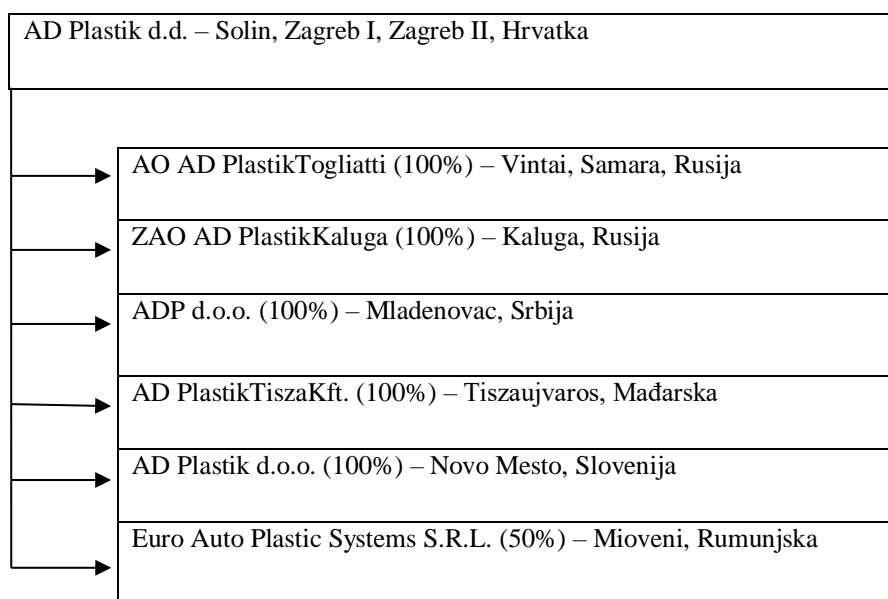 AD Plastik d.d. – Solin, Zagreb I, Zagreb II, Hrvatka
AO AD PlastikTogliatti (100%) – Vintai, Samara, Rusija
ZAO AD PlastikKaluga (100%) – Kaluga, Rusija
ADP d.o.o. (100%) – Mladenovac, Srbija
AD PlastikTiszaKft. (100%) – Tiszaujvaros, Mađarska
AD Plastik d.o.o. (100%) – Novo Mesto, Slovenija
Euro Auto Plastic Systems S.R.L. (50%) – Mioveni, Rumunjska